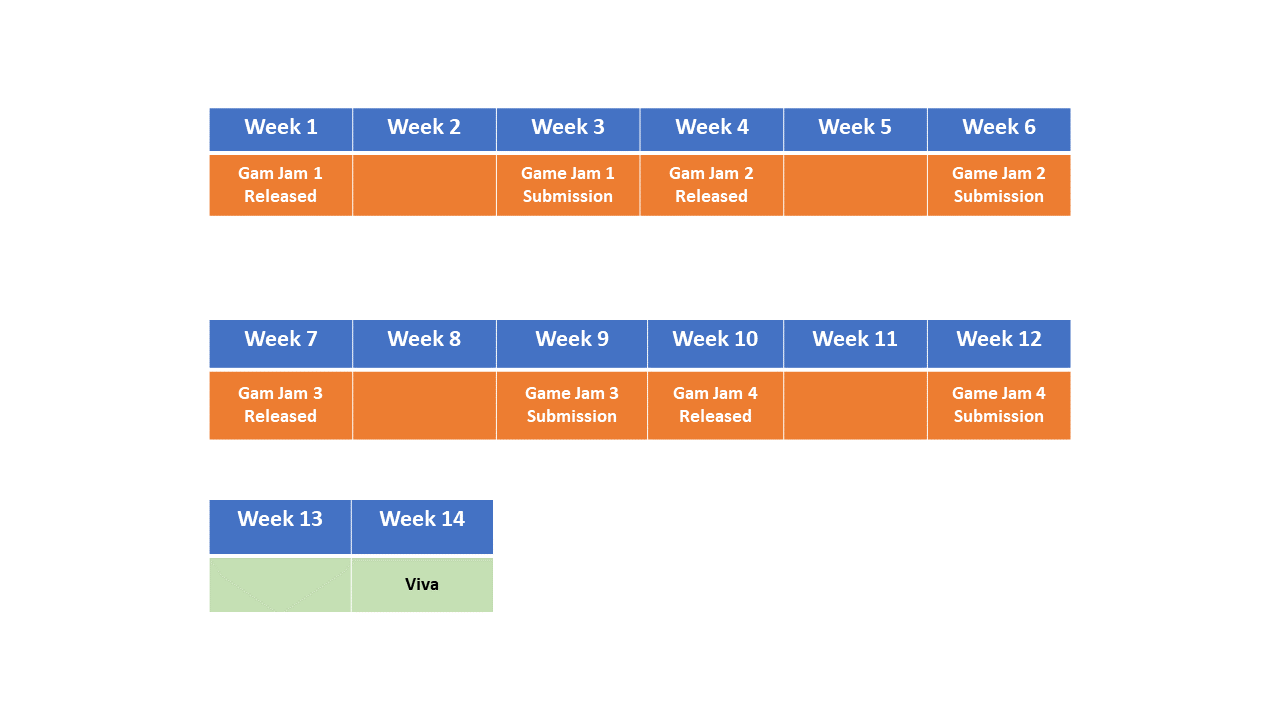 Week 1 Week 2 Week 3 Week 4 Week 5 Week 6
Gam Jam 1 Game Jam 1 Gam Jam 2 Game Jam 2
Released Submission Released Submission
Week 7 Week 8 Week 9 Week 10 Week 11 Week 12
Gam Jam 3 Game Jam 3 Gam Jam 4 Game Jam 4
Released Submission Released Submission
Week 13 Week 14
Viva